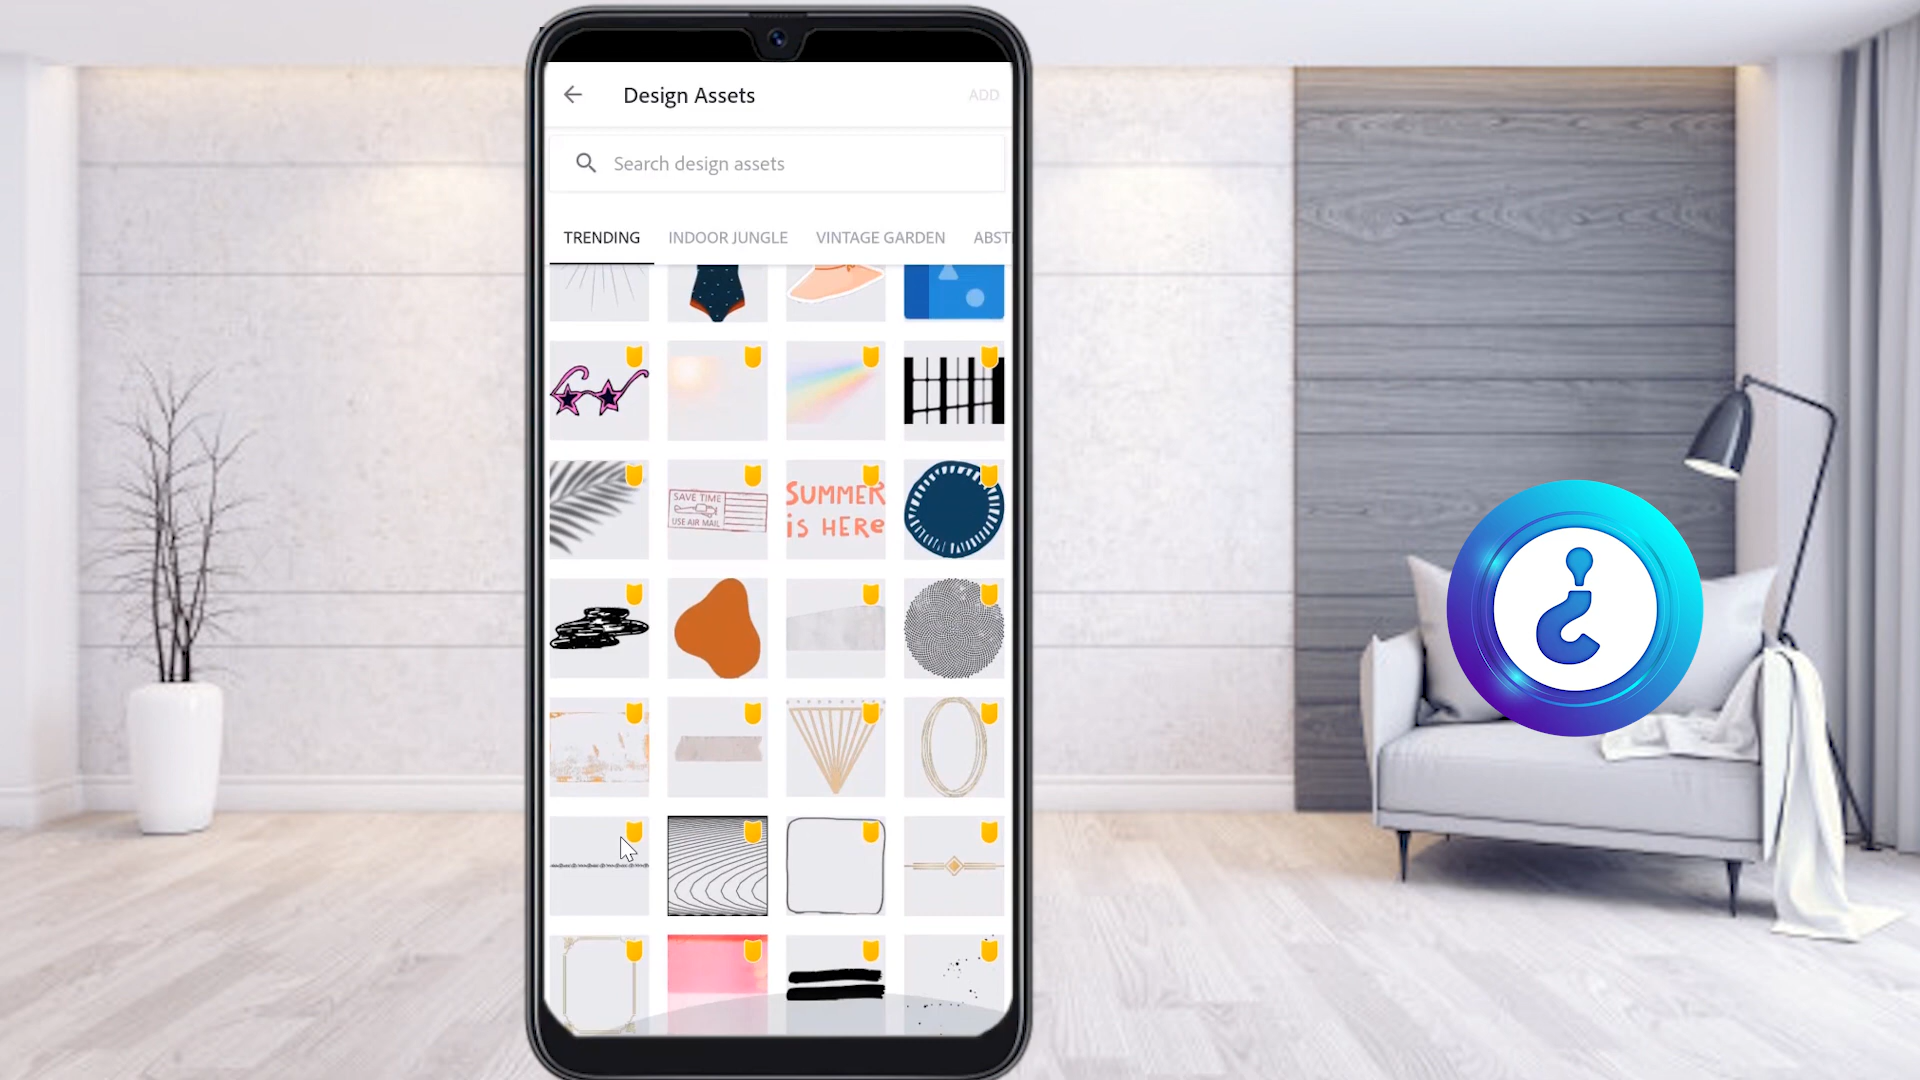 Design Assets
ADD
Search design assets
TRENDING
INDOOR JUNGLE
VINTAGE GARDEN
ABST
SAVE TIME
USE AIR MAIL
SUMMER
iS HERe